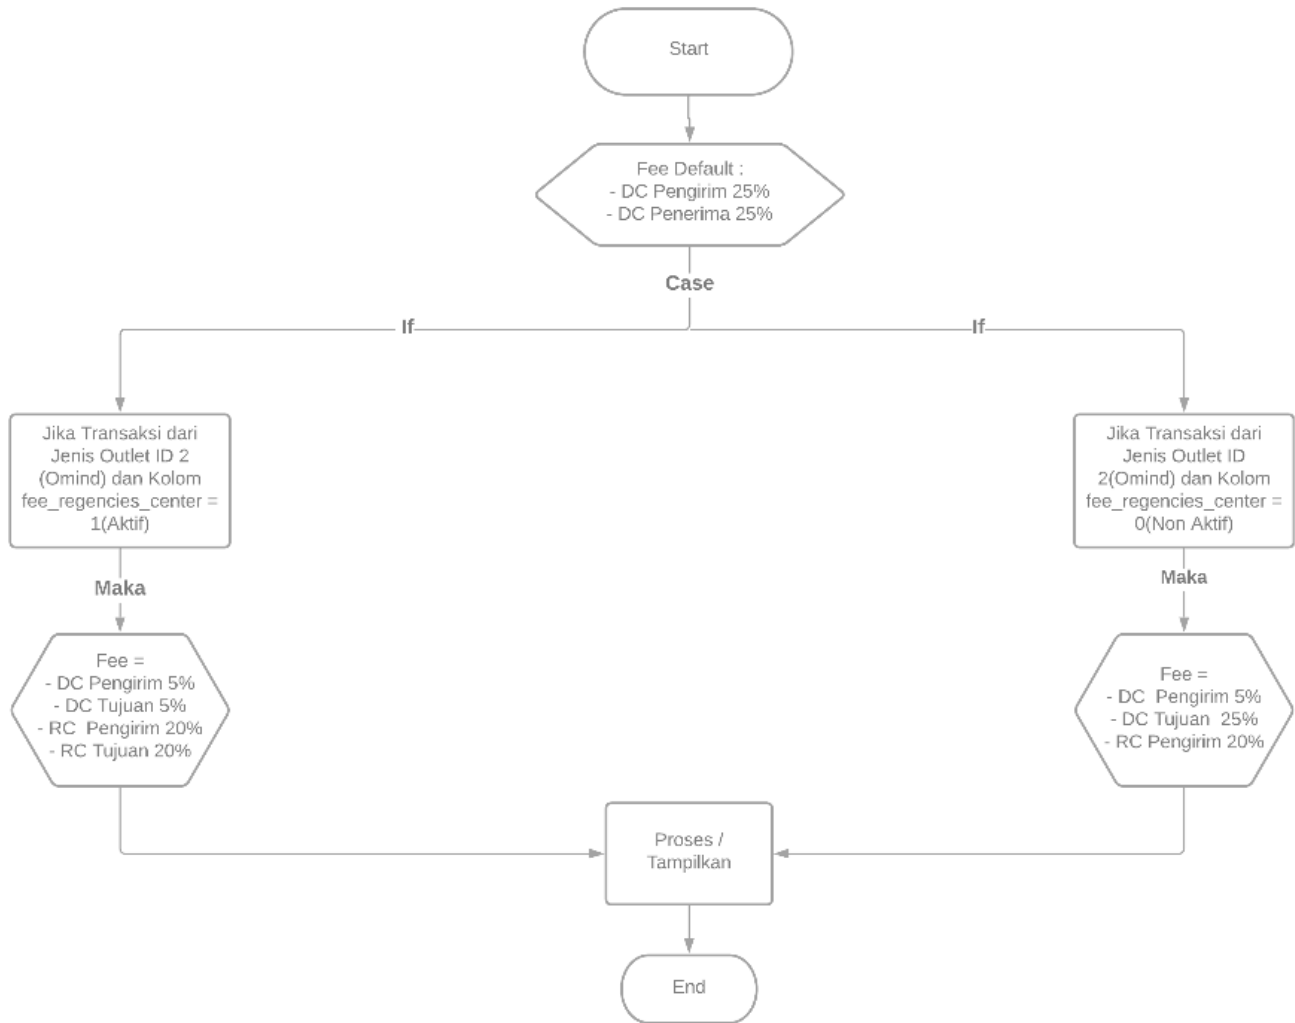 Start
Fee Default :
- DC Pengirim 25%
- DC Penerima 25%
Case
If
If
Jika Transaksi dari
Jenis Outlet ID 2
(Omind) dan Kolom
fee_regencies_center =
1(Aktif)
Jika Transaksi dari
Jenis Outlet ID
2(Omind) dan Kolom
fee_regencies_center =
0(Non Aktif)
Maka
Maka
Fee =
- DC Pengirim 5%
- DC Tujuan 5%
- RC  Pengirim 20%
- RC Tujuan 20%
Fee =
- DC  Pengirim 5%
- DC Tujuan  25%
- RC Pengirim 20%
Proses /
Tampilkan
End